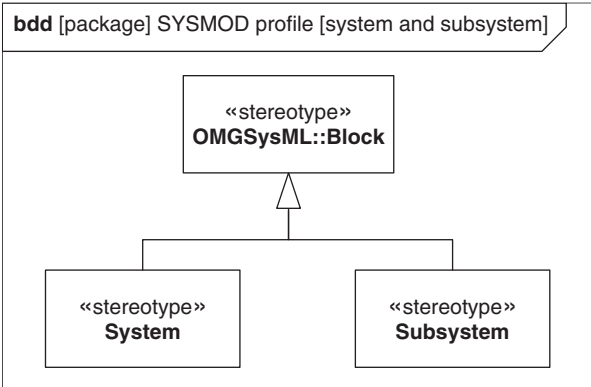 bdd [package] SYSMOD profile [system and subsystem]
«stereotype»
OMGSysML::Block
«stereotype»
System
«stereotype»
Subsystem